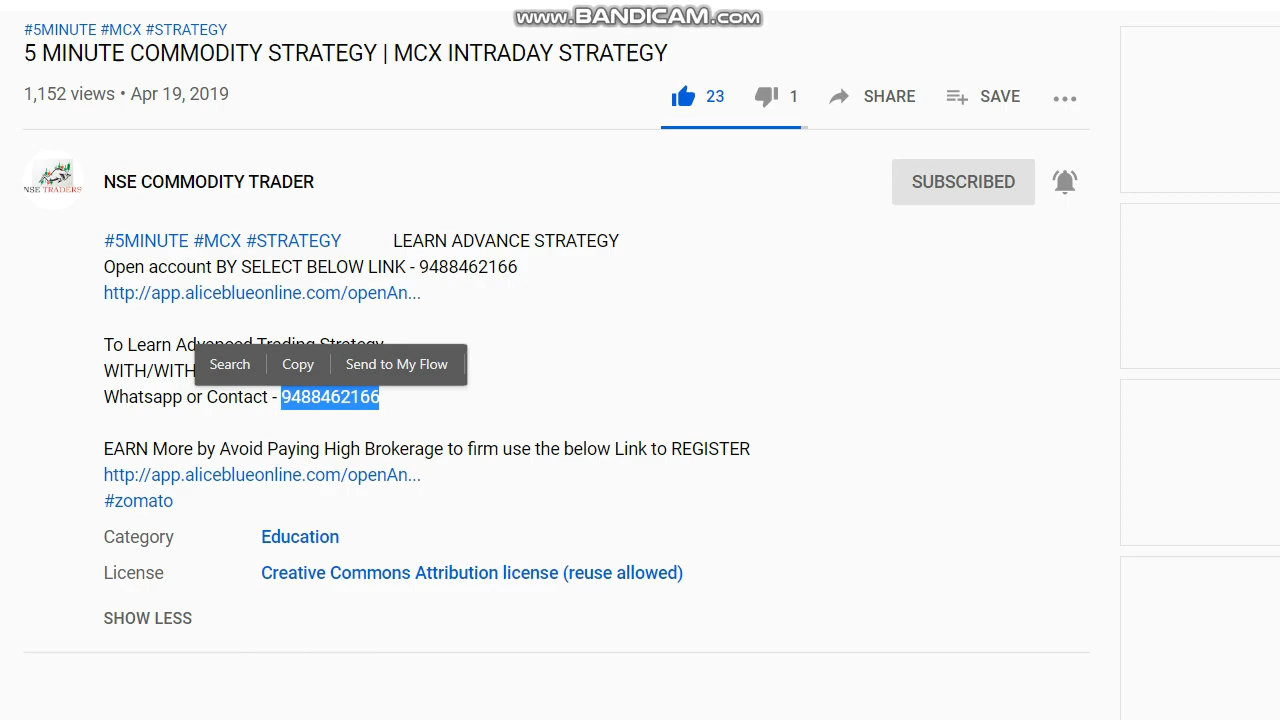 www.BANDICAM.com
#5MINUTE #MCX #STRATEGY
5 MINUTE COMMODITY STRATEGY | MCX INTRADAY STRATEGY
1,152 views • Apr 19, 2019
23
1
SHARE
SAVE
NSE TRADERS
NSE COMMODITY TRADER
SUBSCRIBED
#5MINUTE #MCX #STRATEGY LEARN ADVANCE STRATEGY
Open account BY SELECT BELOW LINK - 9488462166
http://app.aliceblueonline.com/openAn...
To Learn Advanced Trading Strategy
WITH/WITH
Search Copy Send to My Flow
Whatsapp or Contact - 9488462166
EARN More by Avoid Paying High Brokerage to firm use the below Link to REGISTER
http://app.aliceblueonline.com/openAn...
#zomato
Category Education
License Creative Commons Attribution license (reuse allowed)
SHOW LESS